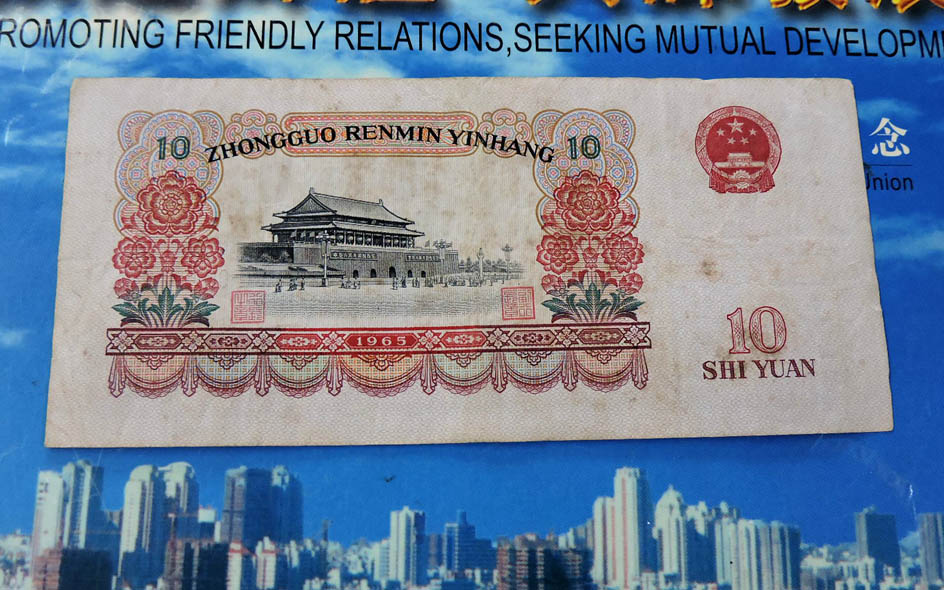 ROMOTING FRIENDLY RELATIONS,SEEKING MUTUAL DEVELOPM
10 ZHONGGUO RENMIN YINHANG 10
念
Union
1965
10
SHI YUAN